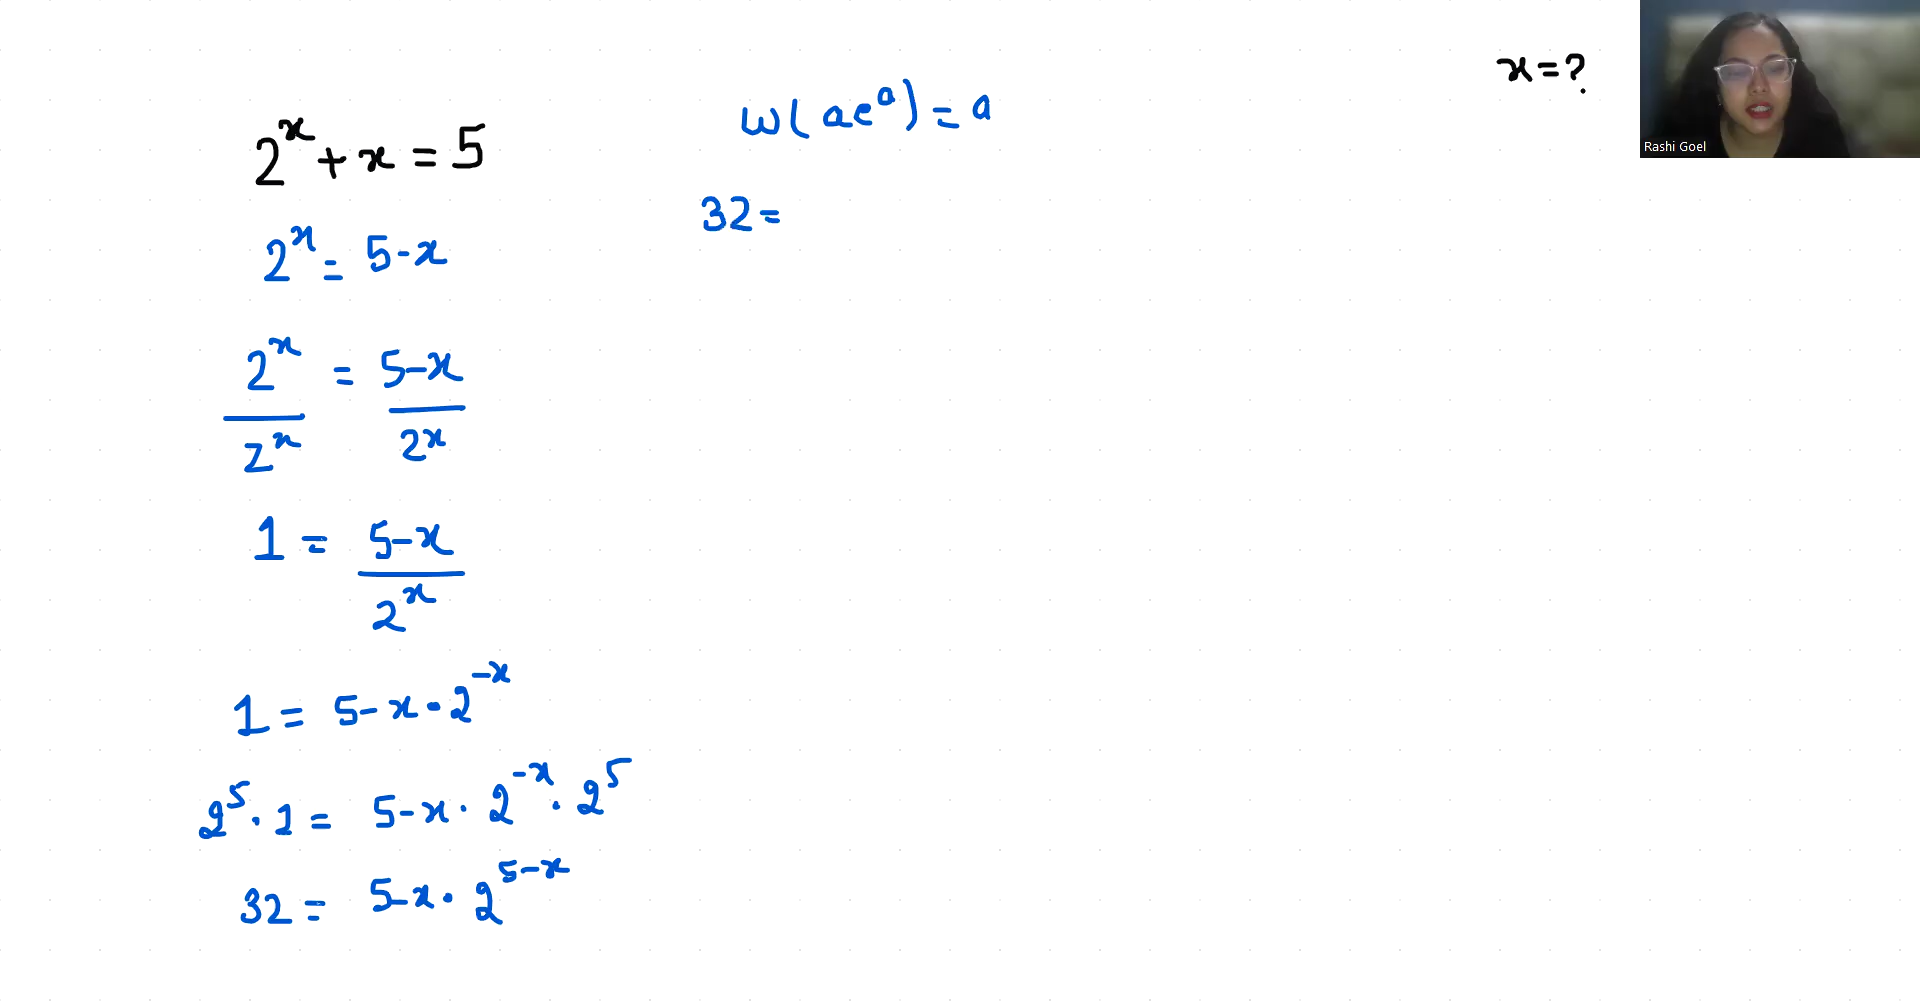 2^x + x = 5
2^x = 5-x
2^x/2^x = 5-x/2^x
1 = 5-x/2^x
1 = 5-x·2^-x
2^5·1 = 5-x·2^-x·2^5
32 = 5-x·2^5-x
W(ae^a) = a
32 =
x = ?
Rashi Goel